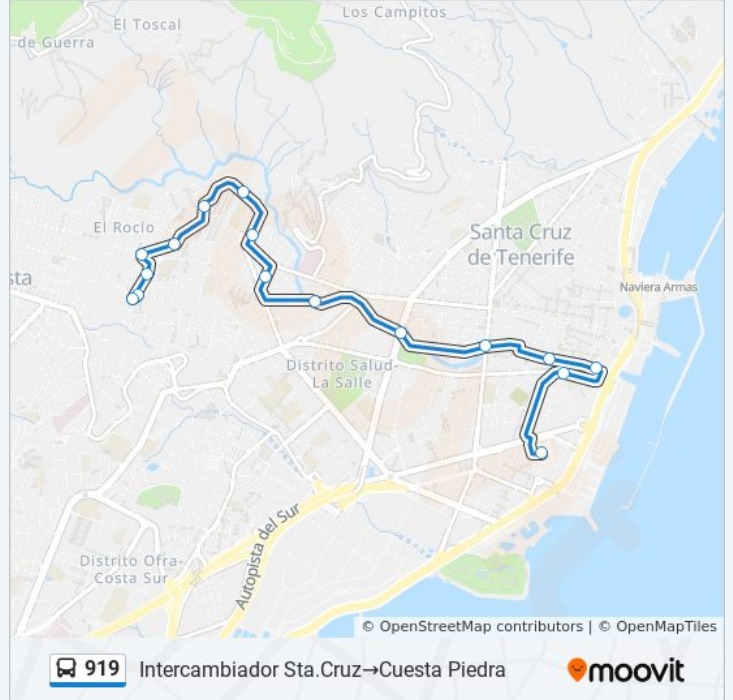 Los Campitos
El Toscal
de Guerra
El Rocío
Santa Cruz
de Tenerife
sta
Naviera Armas
Distrito Salud-
La Salle
Autopista del Sur
Distrito Ofra-
Costa Sur
© OpenStreetMap contributors | © OpenMapTiles
919 Intercambiador Sta.Cruz→Cuesta Piedra
moovit